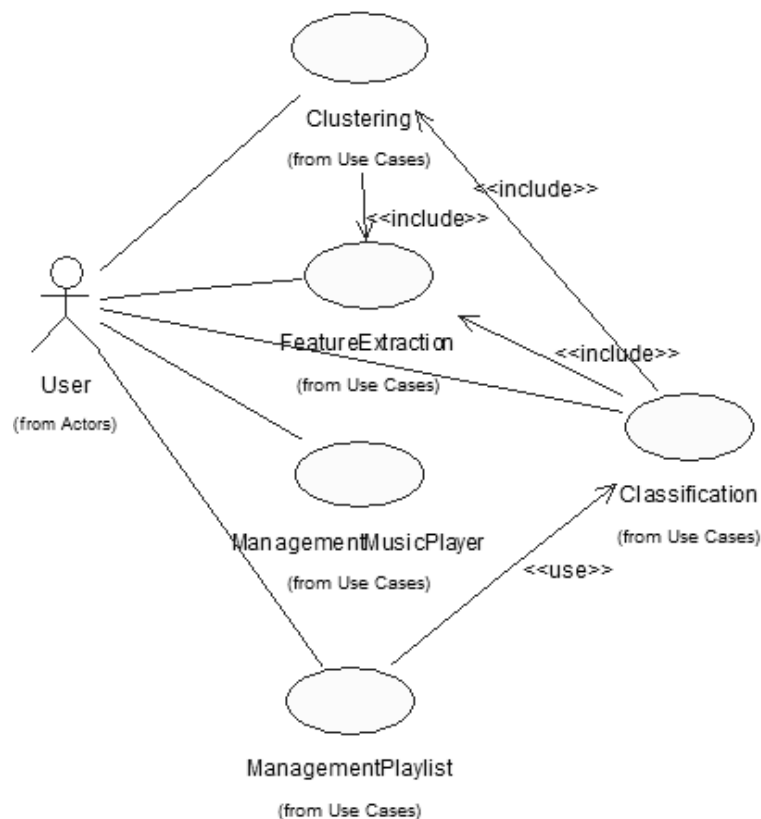 Clustering
(from Use Cases)
<<include>>
<<include>>
FeatureExtraction
(from Use Cases)
<<include>>
User
(from Actors)
Classification
(from Use Cases)
ManagementMusicPlayer
(from Use Cases)
<<use>>
ManagementPlaylist
(from Use Cases)